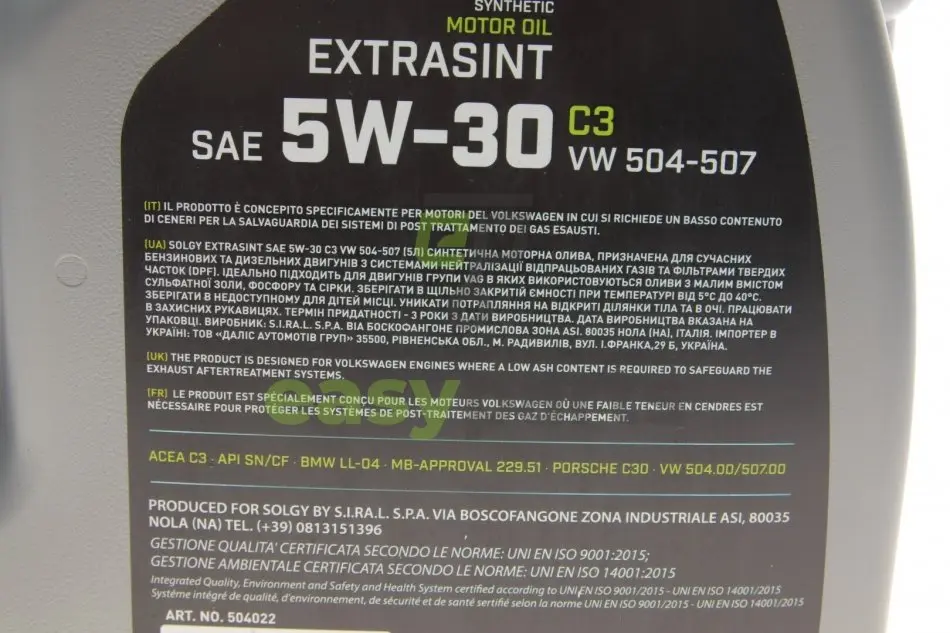 SYNTHETIC
MOTOR OIL
EXTRASINT
SAE 5W-30 C3
VW 504-507
(IT) IL PRODOTTO È CONCEPITO SPECIFICAMENTE PER MOTORI DEL VOLKSWAGEN IN CUI SI RICHIEDE UN BASSO CONTENUTO
DI CENERI PER LA SALVAGUARDIA DEI SISTEMI DI POST TRATTAMENTO DEI GAS ESAUSTI.
(UA) SOLGY EXTRASINT SAE 5W-30 C3 VW 504-507 (5Л) СИНТЕТИЧНА МОТОРНА ОЛИВА, ПРИЗНАЧЕНА ДЛЯ СУЧАСНИХ
БЕНЗИНОВИХ ТА ДИЗЕЛЬНИХ ДВИГУНІВ З СИСТЕМАМИ НЕЙТРАЛІЗАЦІЇ ВІДПРАЦЬОВАНИХ ГАЗІВ ТА ФІЛЬТРАМИ ТВЕРДИХ
ЧАСТОК (DPF). ІДЕАЛЬНО ПІДХОДИТЬ ДЛЯ ДВИГУНІВ ГРУПИ VAG В ЯКИХ ВИКОРИСТОВУЮТЬСЯ ОЛИВИ З МАЛИМ ВМІСТОМ
СУЛЬФАТНОЇ ЗОЛИ, ФОСФОРУ ТА СІРКИ. ЗБЕРІГАТИ В ЩІЛЬНО ЗАКРИТІЙ ЄМНОСТІ ПРИ ТЕМПЕРАТУРІ ВІД 5°C ДО 40°C.
ЗБЕРІГАТИ В НЕДОСТУПНОМУ ДЛЯ ДІТЕЙ МІСЦІ. УНИКАТИ ПОТРАПЛЯННЯ НА ВІДКРИТІ ДІЛЯНКИ ТІЛА ТА В ОЧІ. ПРАЦЮВАТИ
В ЗАХИСНИХ РУКАВИЦЯХ. ТЕРМІН ПРИДАТНОСТІ - 3 РОКИ З ДАТИ ВИРОБНИЦТВА. ДАТА ВИРОБНИЦТВА ВКАЗАНА НА
УПАКОВЦІ. ВИРОБНИК: S.I.RA.L. S.P.A. ВІА БОСКОФАНГОНЕ ПРОМИСЛОВА ЗОНА ASI. 80035 НОЛА (НА), ІТАЛІЯ. ІМПОРТЕР В
УКРАЇНІ: ТОВ «ДАЛІС АВТОМОТІВ ГРУП» 35500, РІВНЕНСЬКА ОБЛ., М. РАДИВИЛІВ, ВУЛ. І.ФРАНКА,29 Б, УКРАЇНА.
(UK) THE PRODUCT IS DESIGNED FOR VOLKSWAGEN ENGINES WHERE A LOW ASH CONTENT IS REQUIRED TO SAFEGUARD THE
EXHAUST AFTERTREATMENT SYSTEMS.
easy
(FR) LE PRODUIT EST SPÉCIALEMENT CONÇU POUR LES MOTEURS VOLKSWAGEN OÙ UNE FAIBLE TENEUR EN CENDRES EST
NÉCESSAIRE POUR PROTÉGER LES SYSTÈMES DE POST-TRAITEMENT DES GAZ D'ÉCHAPPEMENT.
ACEA C3 · API SN/CF · BMW LL-04 · MB-APPROVAL 229.51 · PORSCHE C30 · VW 504.00/507.00
PRODUCED FOR SOLGY BY S.I.RA.L. S.P.A. VIA BOSCOFANGONE ZONA INDUSTRIALE ASI, 80035
NOLA (NA) TEL. (+39) 0813151396
GESTIONE QUALITA' CERTIFICATA SECONDO LE NORME: UNI EN ISO 9001:2015;
GESTIONE AMBIENTALE CERTIFICATA SECONDO LE NORME: UNI EN ISO 14001:2015
Integrated Quality, Environment and Safety and Health System certified according to UNI EN ISO 9001/2015 - UNI EN ISO 14001/2015
Système intégré de qualité, d'environnement, de sécurité et de santé sertifié selon la norme UNI EN ISO 9001/2015 - UNI EN ISO 14001/2015
ART. NO. 504022